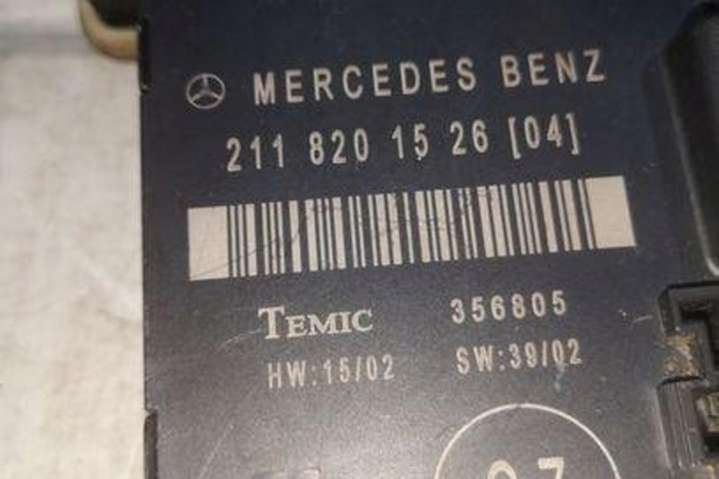 MERCEDES BENZ
211 820 15 26 [04]
TEMIC 356805
HW:15/02 SW:39/02